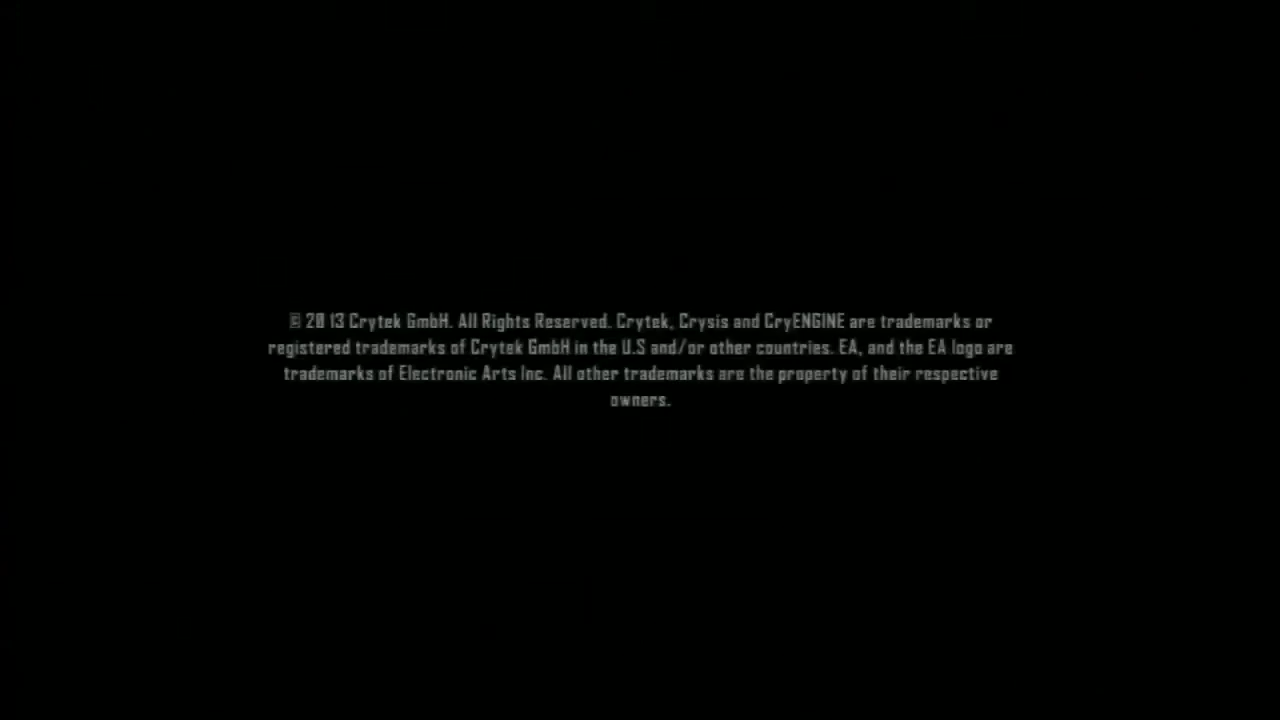 © 2013 Crytek GmbH. All Rights Reserved. Crytek, Crysis and CryENGINE are trademarks or
registered trademarks of Crytek GmbH in the U.S and/or other countries. EA, and the EA logo are
trademarks of Electronic Arts Inc. All other trademarks are the property of their respective
owners.